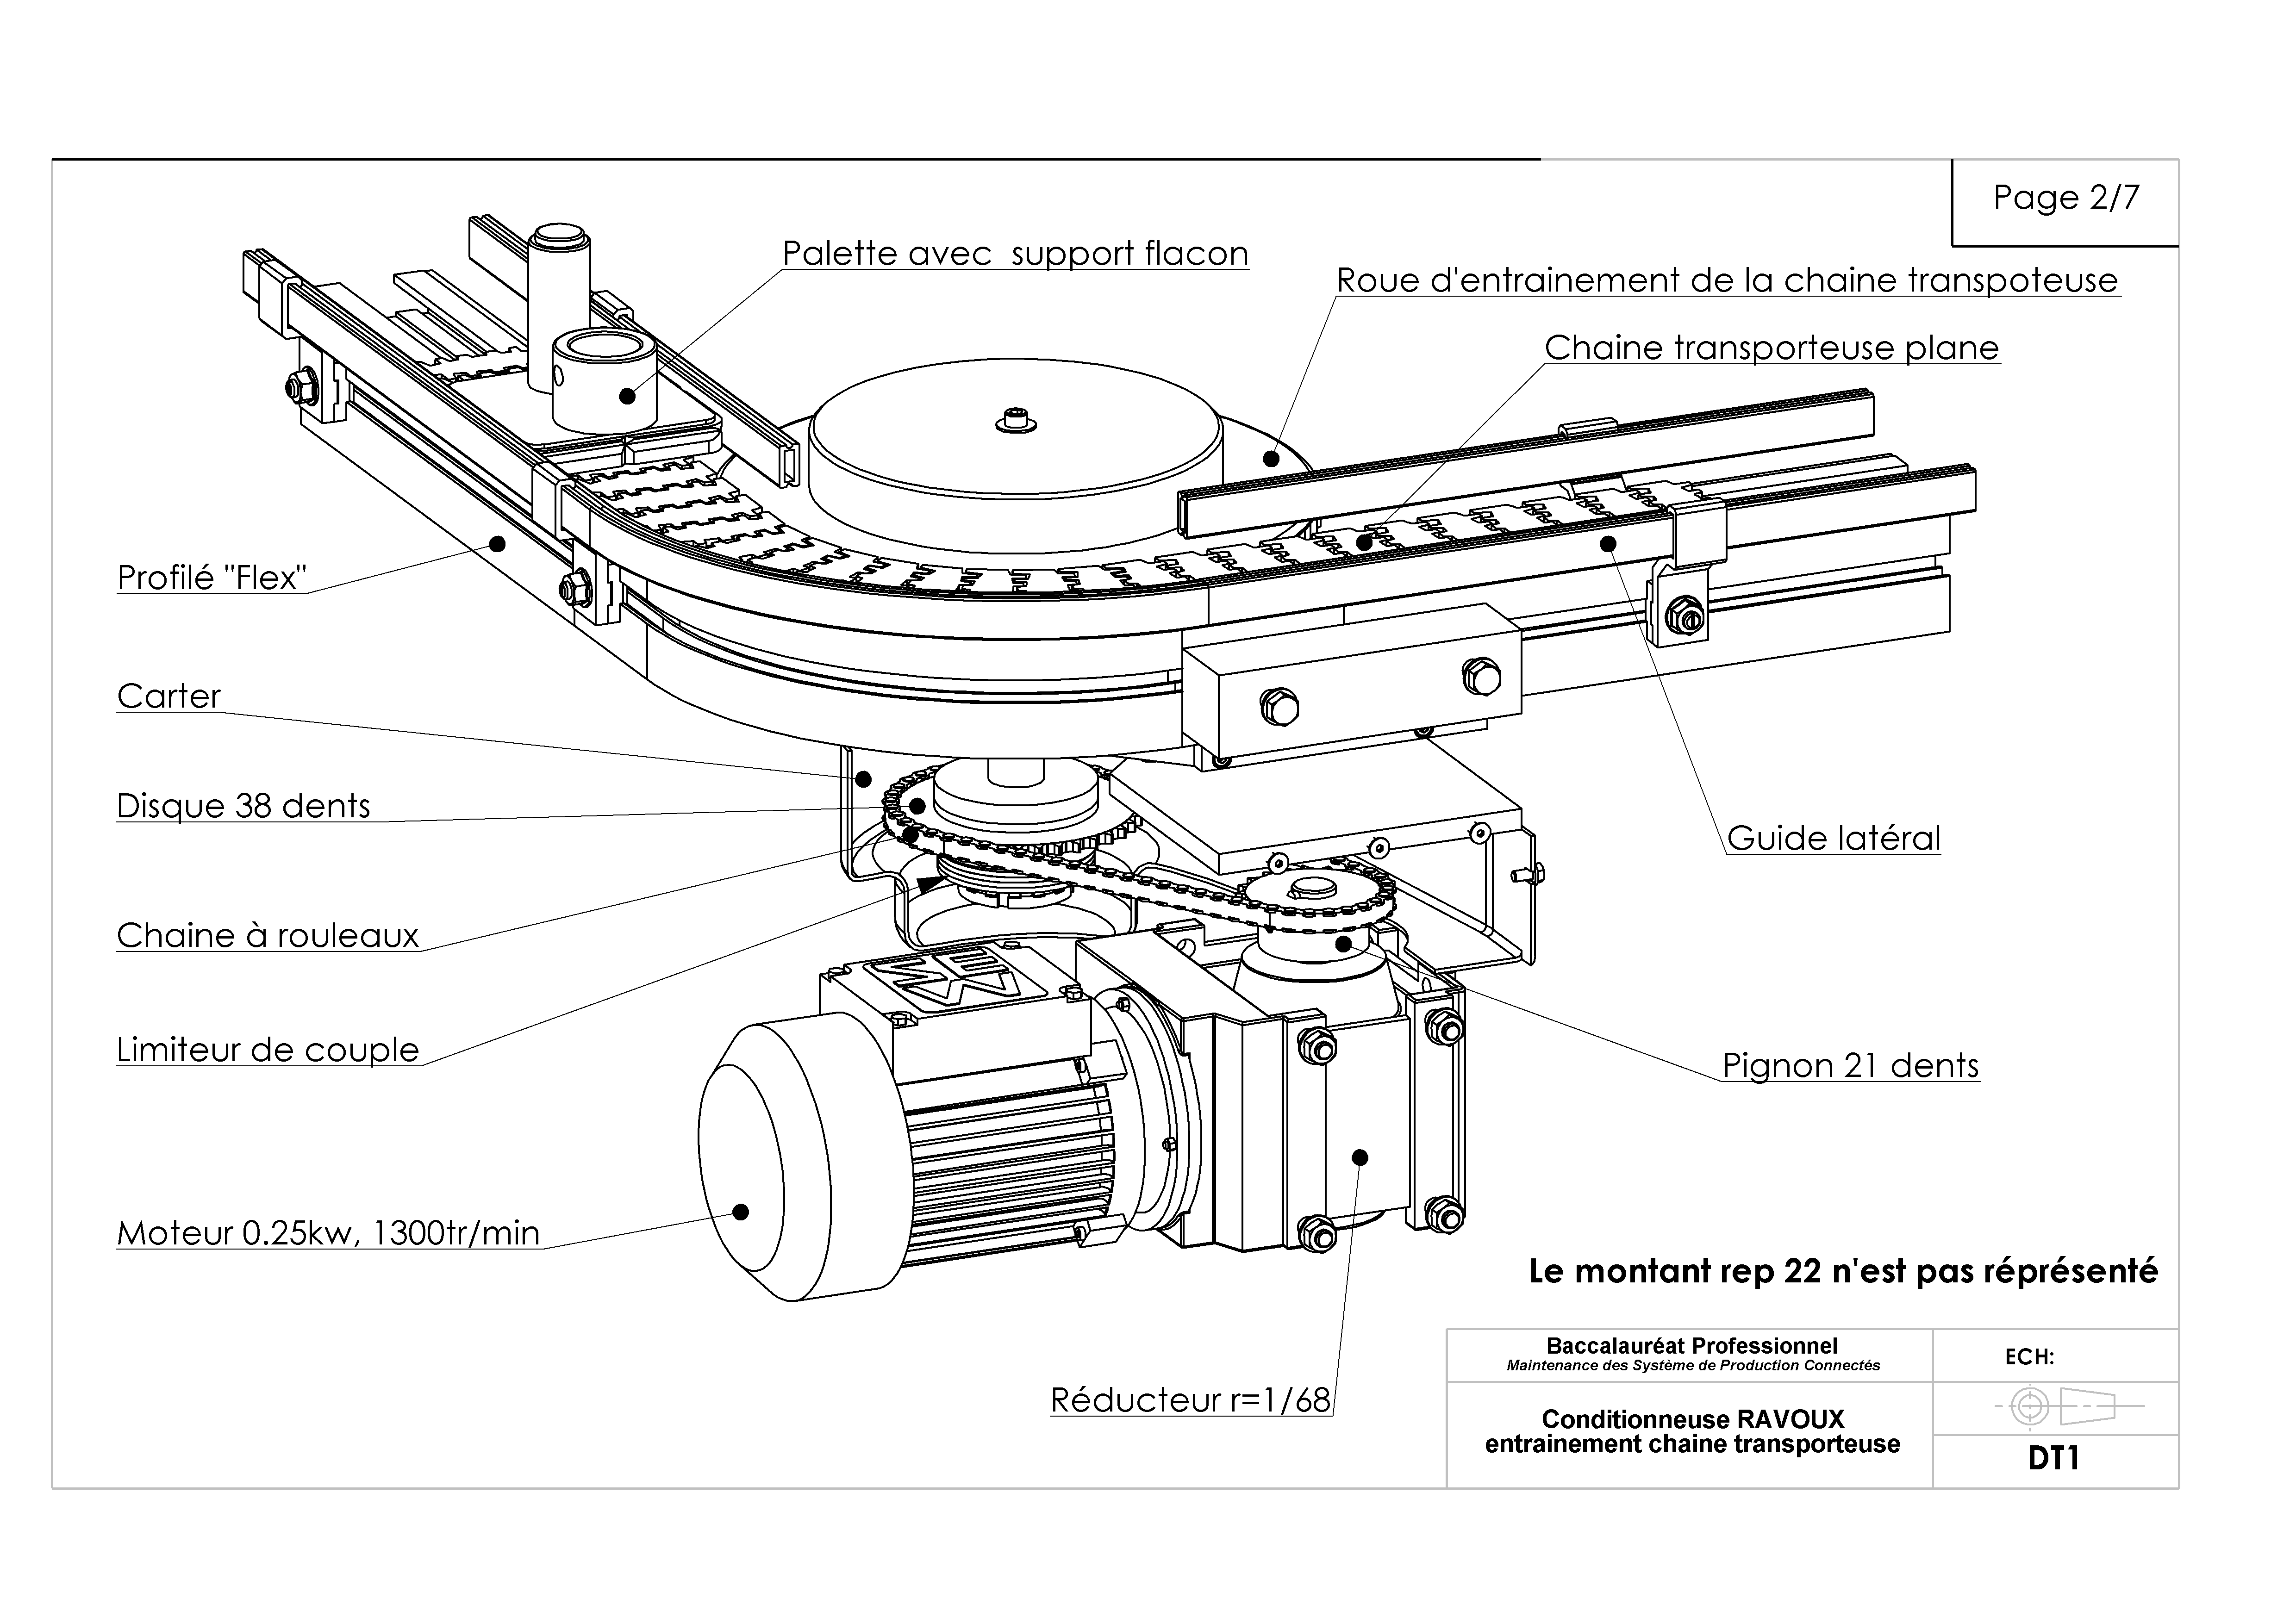 Page 2/7
Palette avec support flacon
Roue d'entrainement de la chaine transpoteuse
Chaine transporteuse plane
Profilé "Flex"
Carter
Disque 38 dents
Guide latéral
Chaine à rouleaux
Limiteur de couple
Pignon 21 dents
Moteur 0.25kw, 1300tr/min
Réducteur r=1/68
Le montant rep 22 n'est pas réprésenté
Baccalauréat Professionnel
Maintenance des Système de Production Connectés
ECH:
Conditionneuse RAVOUX
entrainement chaine transporteuse
DT1